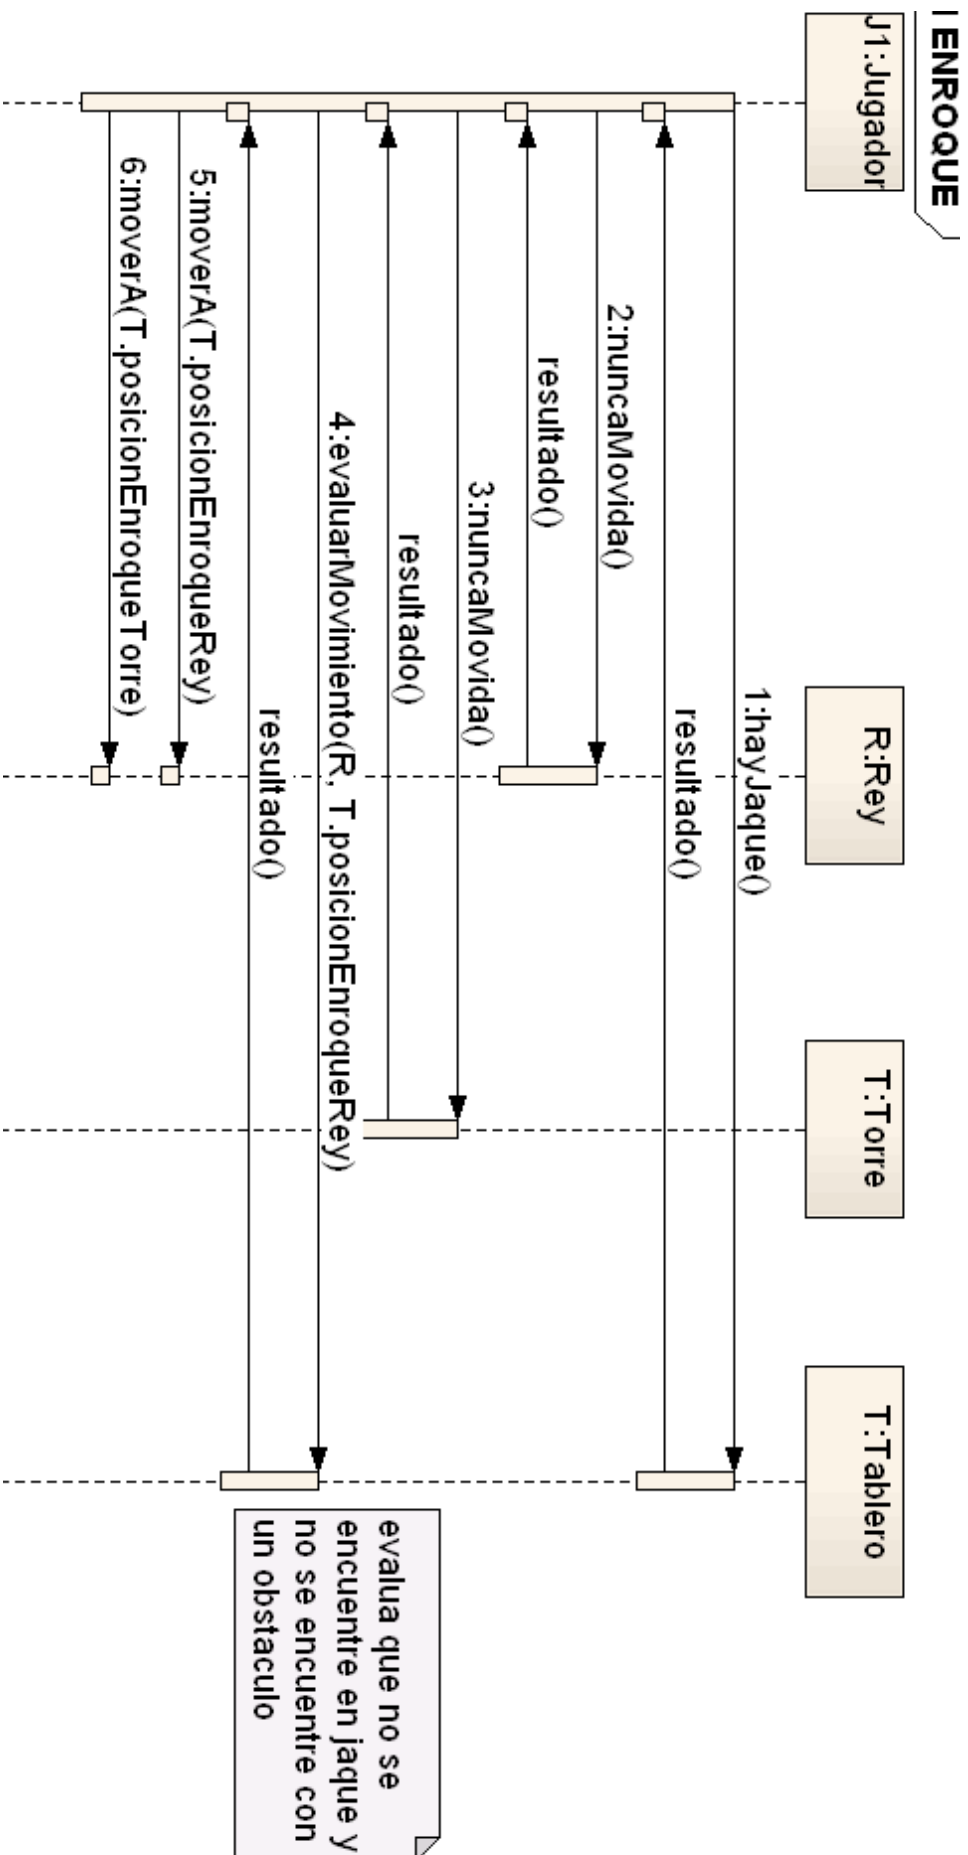 ENROQUE
J1:Jugador
R:Rey
T:Torre
T:Tablero
1:hayJaque()
resultado()
2:nuncaMovida()
resultado()
3:nuncaMovida()
resultado()
4:evaluarMovimiento(R, T.posicionEnroqueRey)
resultado()
5:moverA(T.posicionEnroqueRey)
6:moverA(T.posicionEnroqueTorre)
evalua que no se
encuentre en jaque y
no se encuentre con
un obstaculo